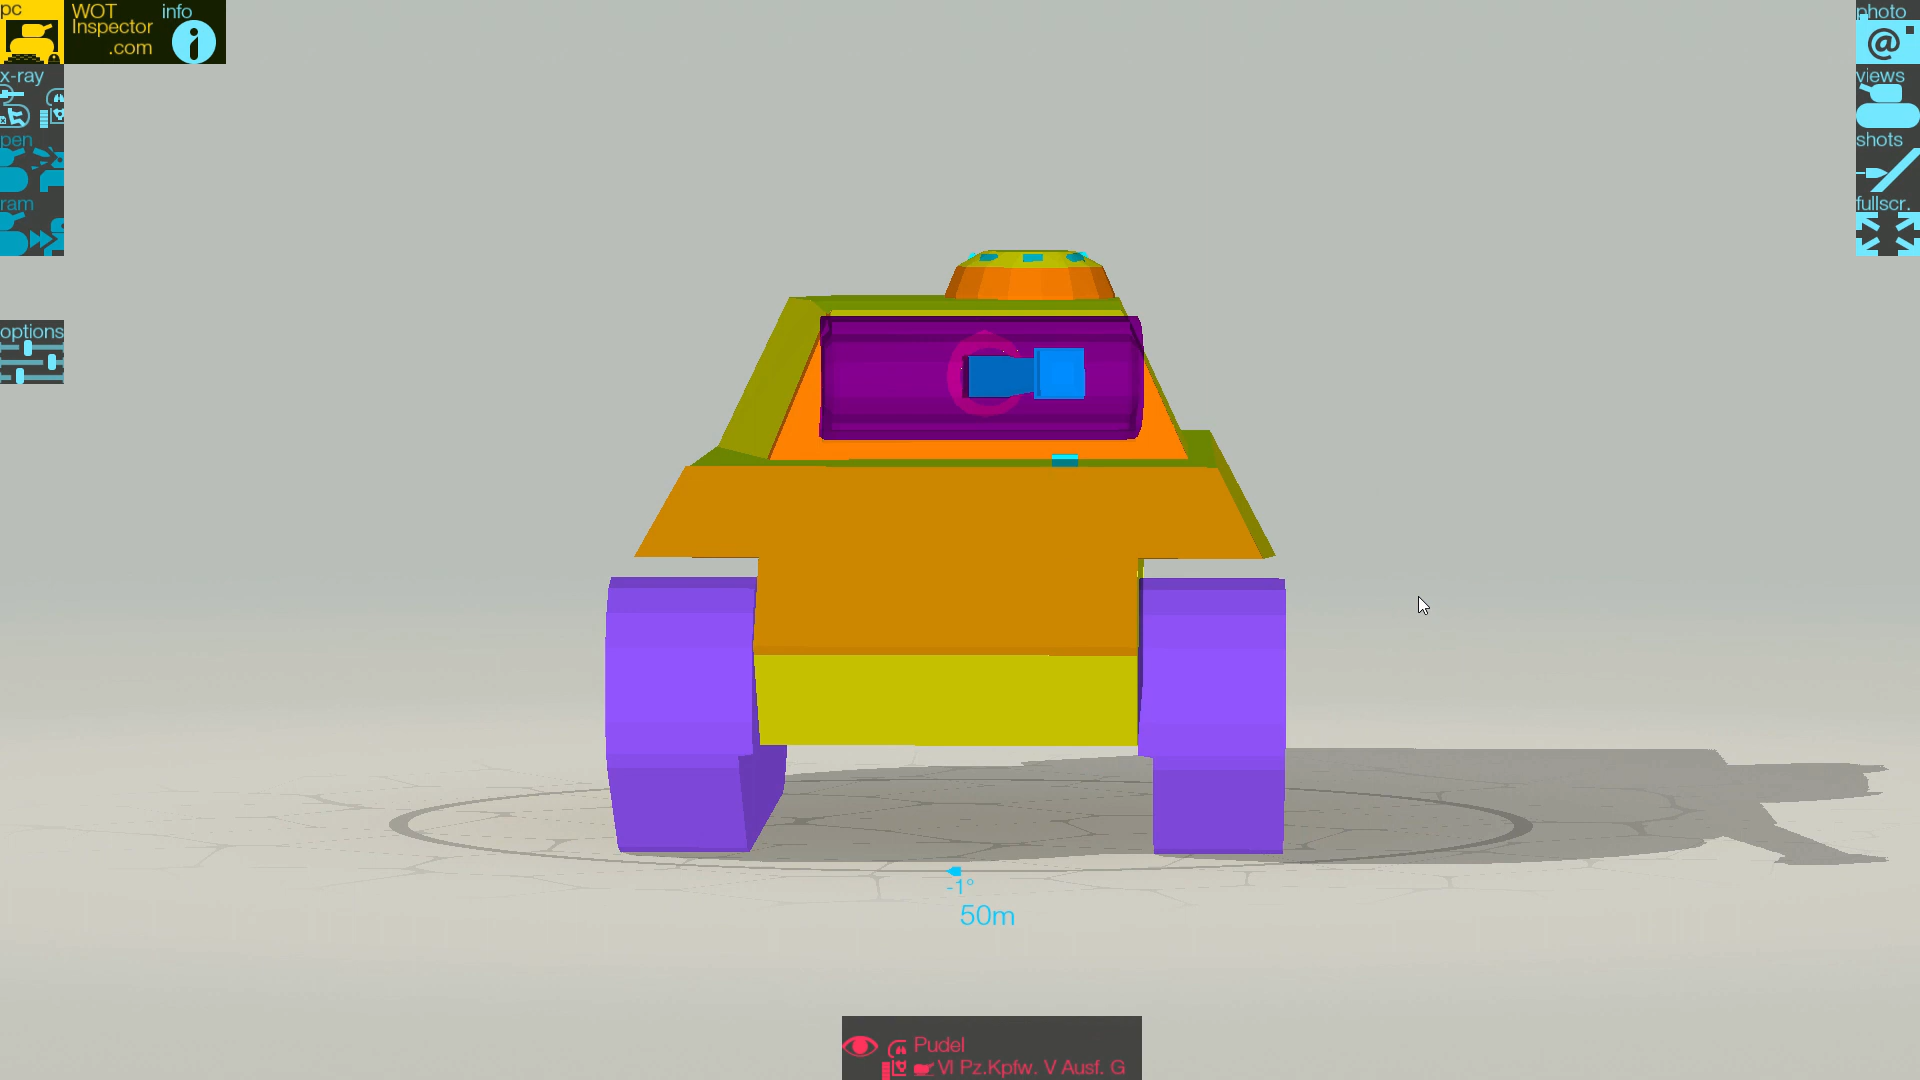 pc
WOT
Inspector
.com
info
x-ray
pen
ram
options
photo
@
views
shots
fullscr.
-1°
50m
Pudel
VI Pz.Kpfw. V Ausf. G